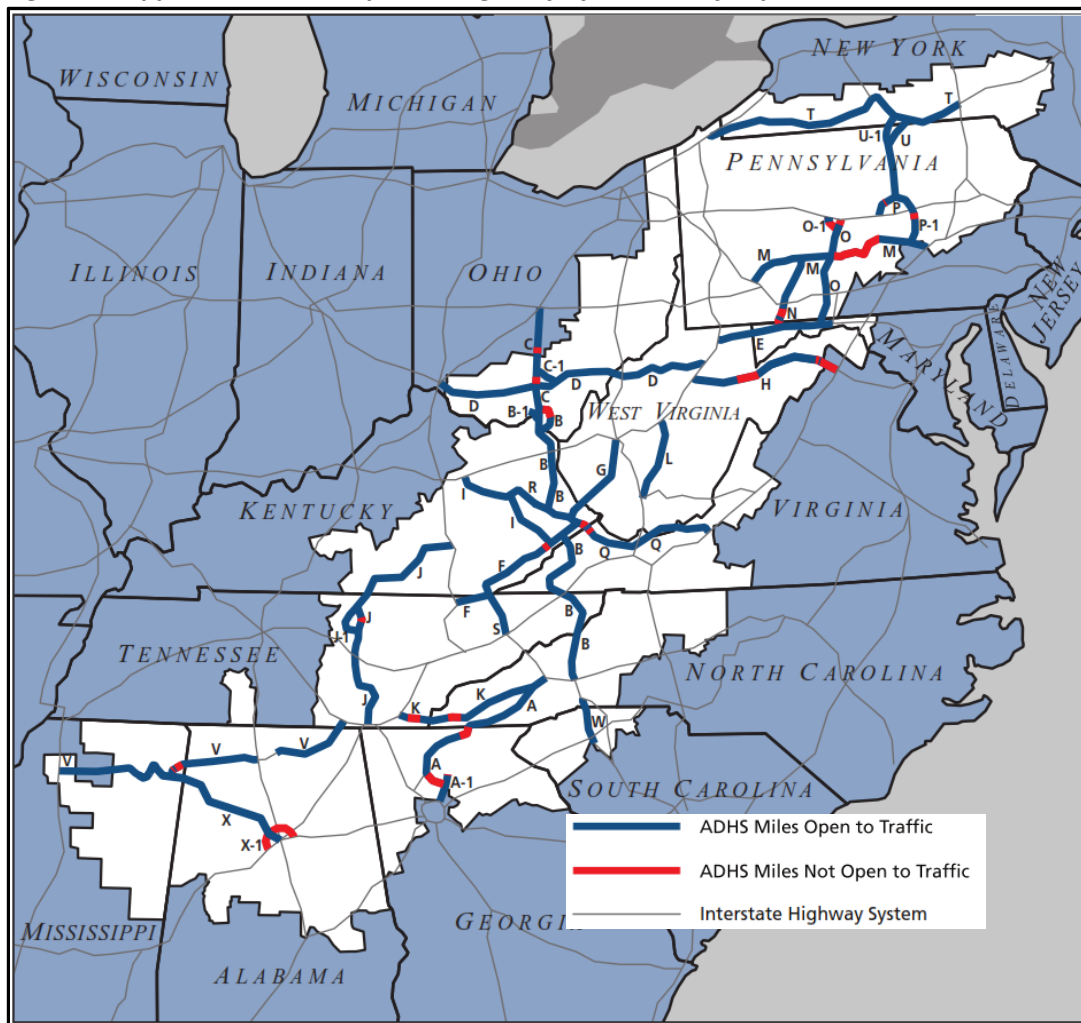 NEW YORK
WISCONSIN
MICHIGAN
T
T
U-1
U
PENNSYLVANIA
P
O-1
O
P-1
M
M
M
O
ILLINOIS
INDIANA
OHIO
NEW JERSEY
N
E
DELAWARE
MARYLAND
C
C-1
D
D
H
D
C
B-1
B
WEST VIRGINIA
B
G
L
I
R
B
KENTUCKY
VIRGINIA
I
B
Q
Q
J
F
F
S
B
J
J-1
B
TENNESSEE
NORTH CAROLINA
K
K
A
J
W
V
V
V
A
A-1
SOUTH CAROLINA
X
X-1
ADHS Miles Open to Traffic
ADHS Miles Not Open to Traffic
Interstate Highway System
MISSISSIPPI
GEORGIA
ALABAMA